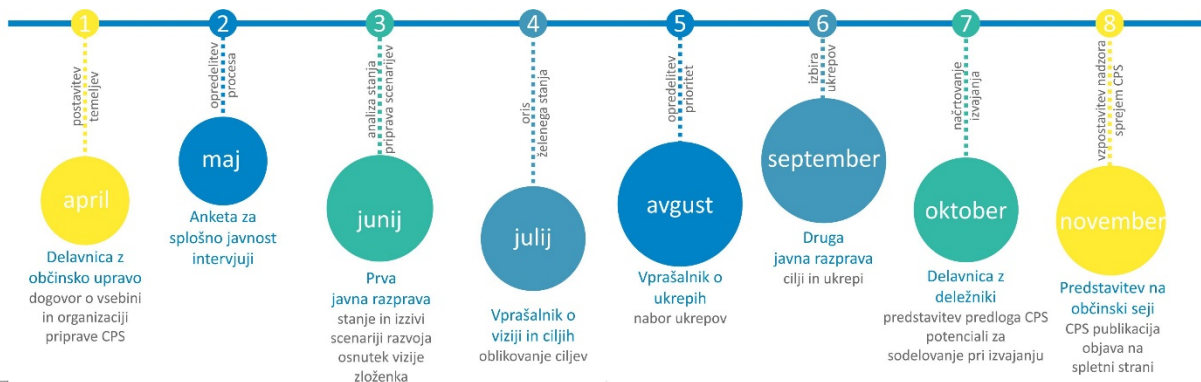 1
postavitev
temeljev
april
Delavnica z
občinsko upravo
dogovor o vsebini
in organizaciji
priprave CPS
2
opredelitev
procesa
maj
Anketa za
splošno javnost
intervjuji
3
analiza stanja
priprava scenarijev
junij
Prva
javna razprava
stanje in izzivi
scenariji razvoja
osnutek vizije
zloženka
4
oris
želenega stanja
julij
Vprašalnik o
viziji in ciljih
oblikovanje ciljev
5
opredelitev
prioritet
avgust
Vprašalnik o
ukrepih
nabor ukrepov
6
izbira
ukrepov
september
Druga
javna razprava
cilji in ukrepi
7
načrtovanje
izvajanja
oktober
Delavnica z
deležniki
predstavitev predloga CPS
potenciali za
sodelovanje pri izvajanju
8
vzpostavitev nadzora
sprejem CPS
november
Predstavitev na
občinski seji
CPS publikacija
objava na
spletni strani